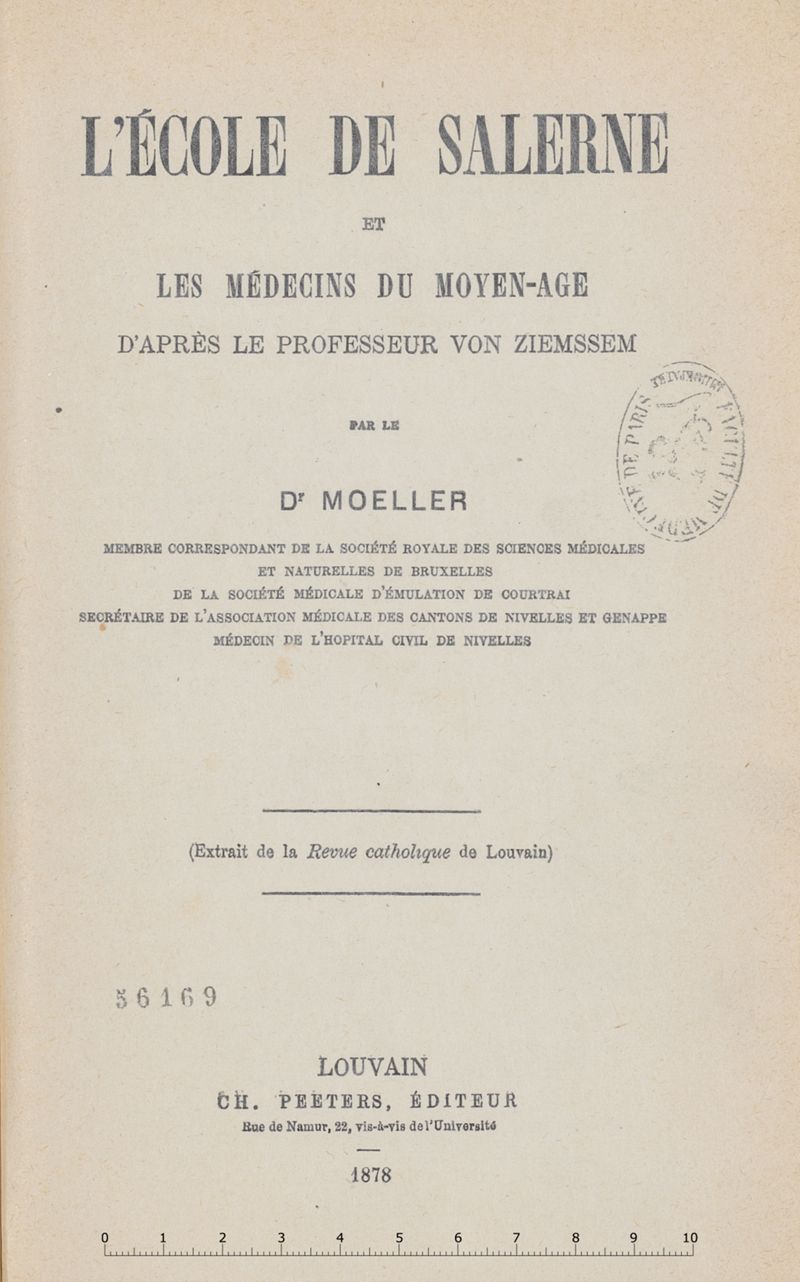 L'ÉCOLE DE SALERNE
ET
LES MÉDECINS DU MOYEN-AGE
D'APRÈS LE PROFESSEUR VON ZIEMSSEM
PAR LE
Dr MOELLER
MEMBRE CORRESPONDANT DE LA SOCIÉTÉ ROYALE DES SCIENCES MÉDICALES
ET NATURELLES DE BRUXELLES
DE LA SOCIÉTÉ MÉDICALE D'ÉMULATION DE COURTRAI
SECRÉTAIRE DE L'ASSOCIATION MÉDICALE DES CANTONS DE NIVELLES ET GENAPPE
MÉDECIN DE L'HOPITAL CIVIL DE NIVELLES
DE PARIS
(Extrait de la Revue catholique de Louvain)
56169
LOUVAIN
CH. PEETERS, ÉDITEUR
Rue de Namur, 22, vis-à-vis de l'Université
1878
0 1 2 3 4 5 6 7 8 9 10